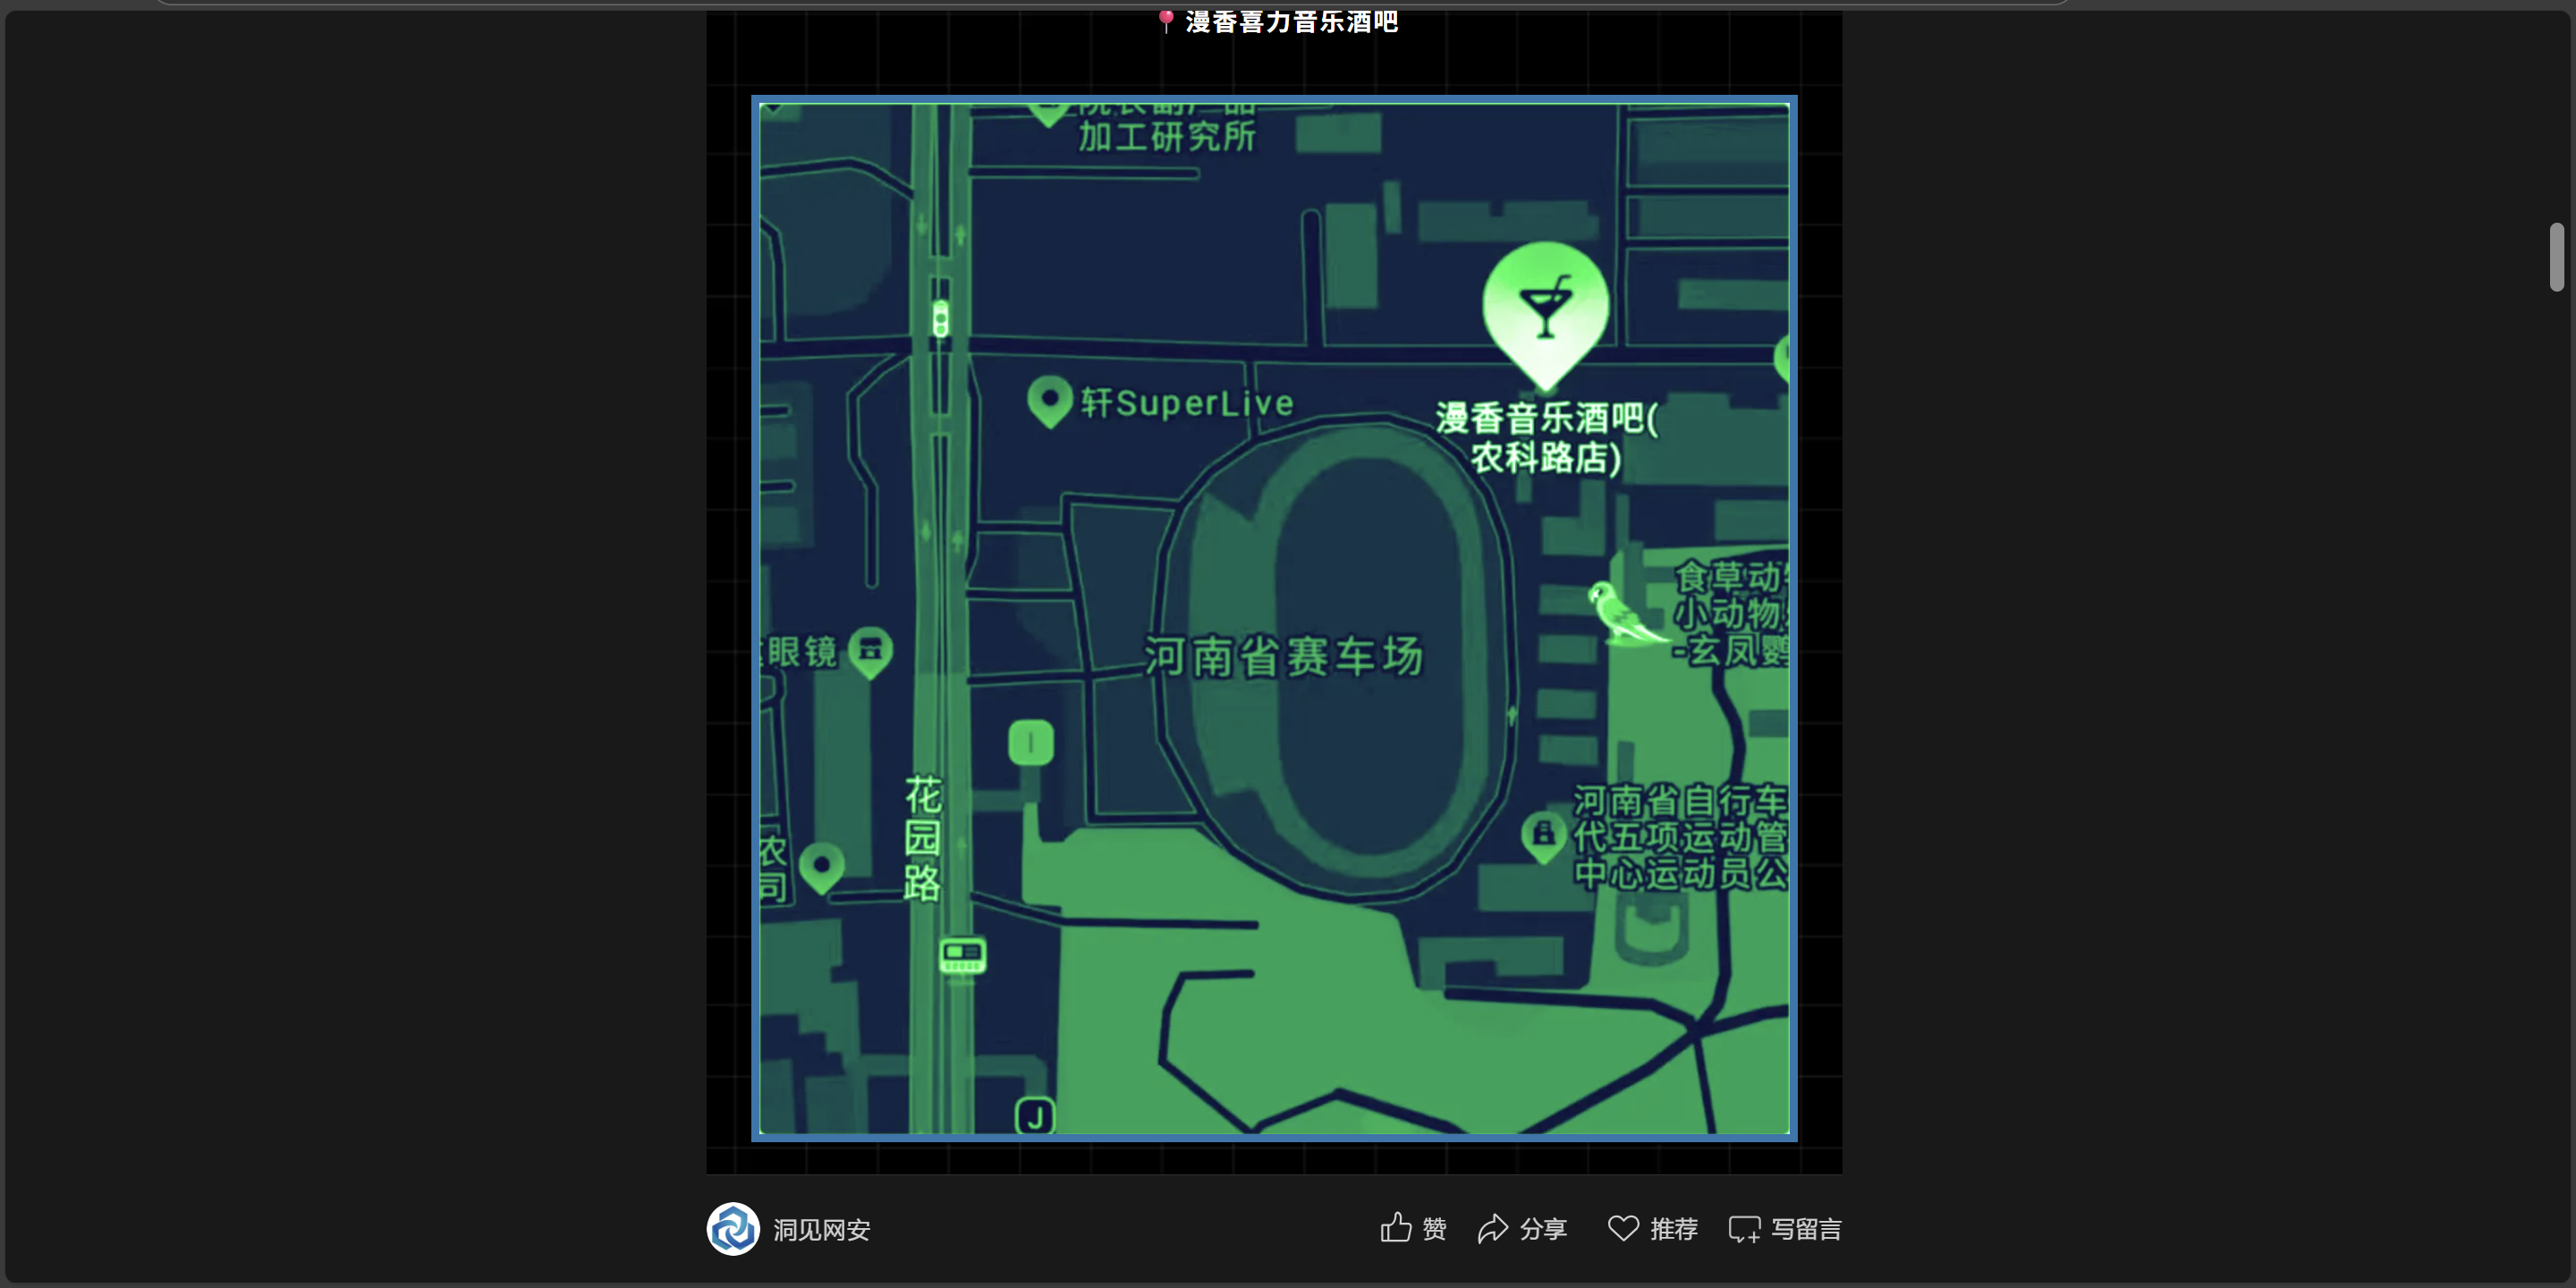 漫香喜力音乐酒吧
加工研究所
轩SuperLive
漫香音乐酒吧(
农科路店)
食草动
小动物
-玄凤鹦
眼镜
河南省赛车场
花
园
路
河南省自行车
代五项运动管
中心运动员公
农
司
J
洞见网安
赞
分享
推荐
写留言